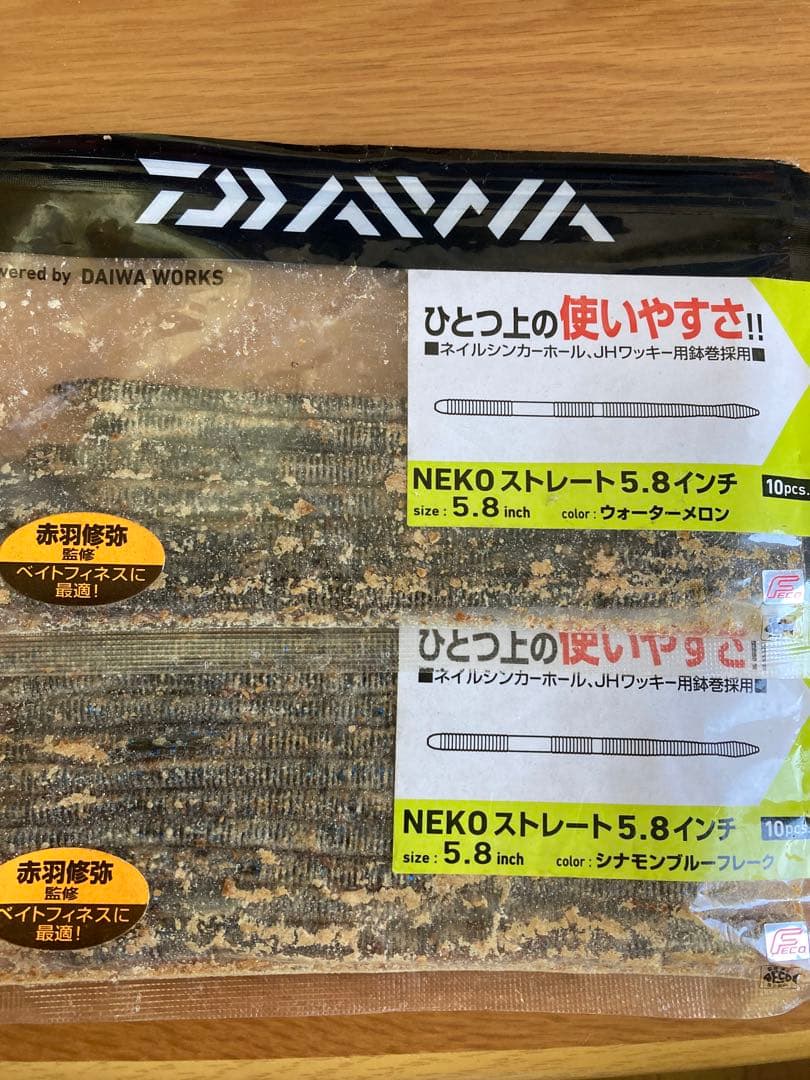 DAIWA
wered by DAIWA WORKS
ひとつ上の使いやすさ!!
■ネイルシンカーホール、JHワッキー用鉢巻採用■
NEKOストレート5.8インチ
10pcs.
size : 5.8 inch color : ウォーターメロン
赤羽修弥
監修
ベイトフィネスに
最適!
FECO
ひとつ上の使いやすさ!
■ネイルシンカーホール、JHワッキー用鉢巻採用■
NEKOストレート5.8インチ
10pcs
size : 5.8 inch color : シナモンブルーフレーク
赤羽修弥
監修
ベイトフィネスに
最適!
FECO